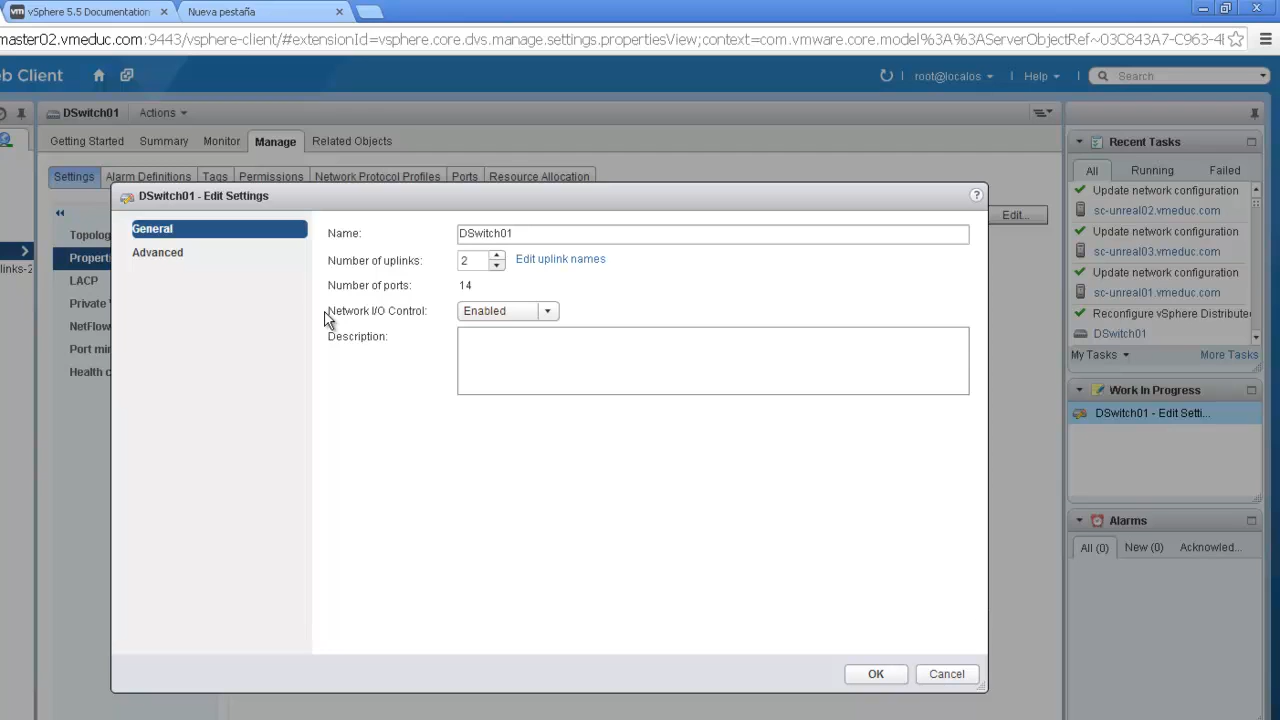 vm vSphere 5.5 Documentation
Nueva pestaña
master02.vmeduc.com:9443/vsphere-client/#extensionId=vsphere.core.dvs.manage.settings.propertiesView;context=com.vmware.core.model%3A%3AServerObjectRef~03C843A7-C963-4
b Client
root@localos
Help
Search
DSwitch01
Actions
Getting Started
Summary
Monitor
Manage
Related Objects
Settings
Alarm Definitions
Tags
Permissions
Network Protocol Profiles
Ports
Resource Allocation
links-2
Topolog
Properti
LACP
Private
NetFlow
Port mir
Health c
Edit...
DSwitch01 - Edit Settings
?
General
Advanced
Name:
DSwitch01
Number of uplinks:
2
Edit uplink names
Number of ports:
14
Network I/O Control:
Enabled
Description:
OK
Cancel
Recent Tasks
All
Running
Failed
Update network configuration
sc-unreal02.vmeduc.com
Update network configuration
sc-unreal03.vmeduc.com
Update network configuration
sc-unreal01.vmeduc.com
Reconfigure vSphere Distribute
DSwitch01
My Tasks
More Tasks
Work In Progress
DSwitch01 - Edit Setti...
Alarms
All (0)
New (0)
Acknowled...